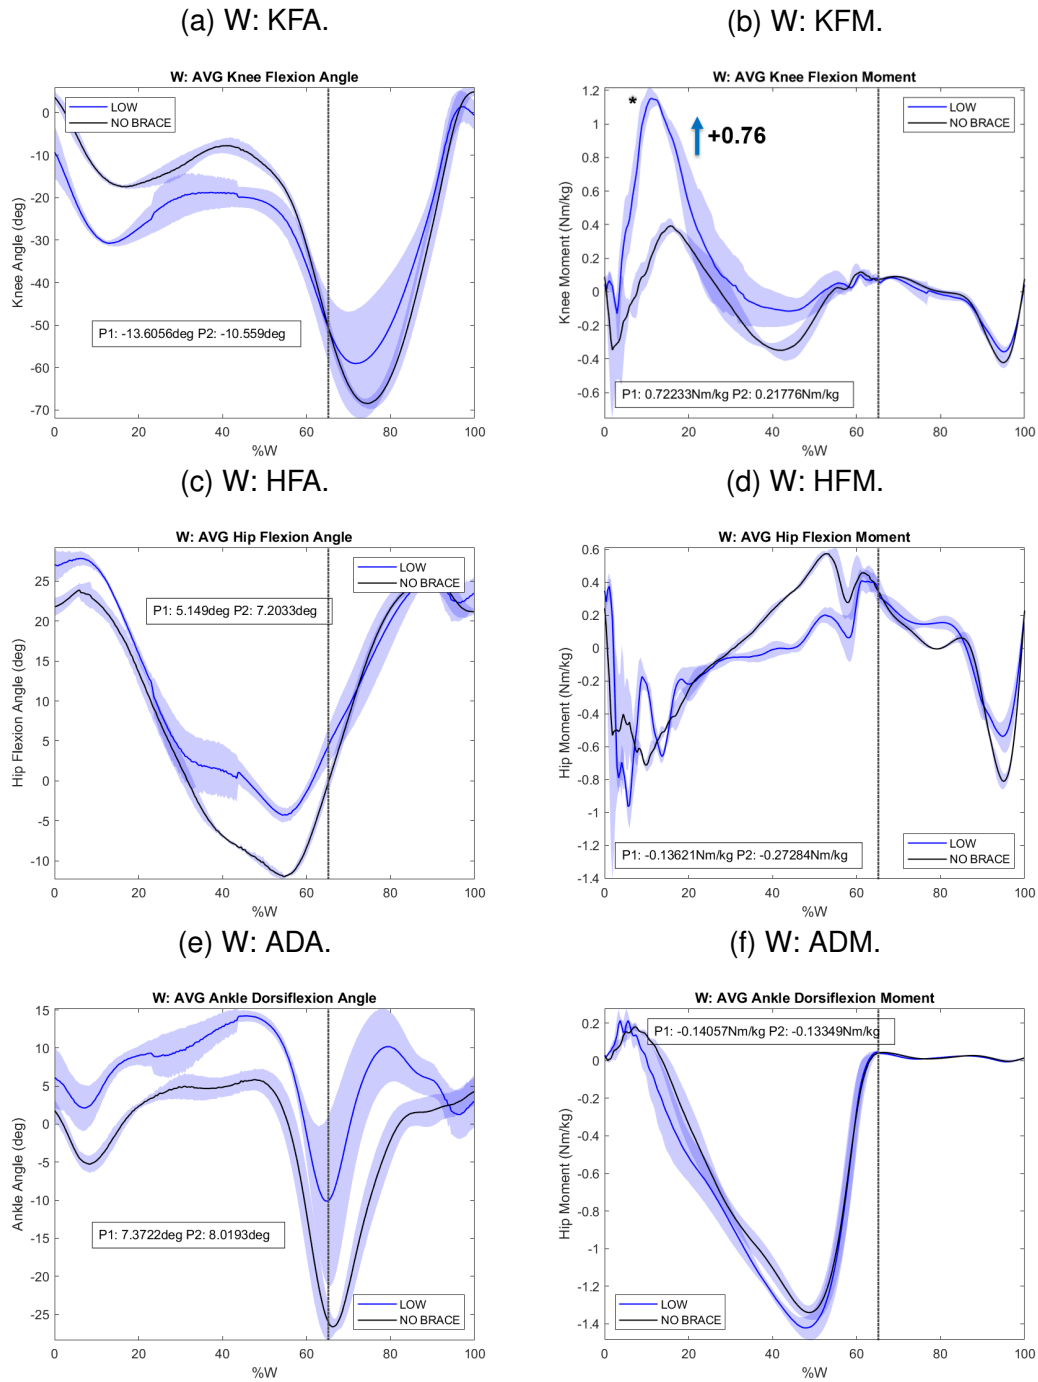 (a) W: KFA.
W: AVG Knee Flexion Angle
LOW
NO BRACE
0
-10
-20
-30
-40
-50
-60
-70
Knee Angle (deg)
P1: -13.6056deg P2: -10.559deg
0 20 40 60 80 100
%W
(b) W: KFM.
W: AVG Knee Flexion Moment
*
+0.76
LOW
NO BRACE
1.2
1
0.8
0.6
0.4
0.2
0
-0.2
-0.4
-0.6
Knee Moment (Nm/kg)
P1: 0.72233Nm/kg P2: 0.21776Nm/kg
0 20 40 60 80 100
%W
(c) W: HFA.
W: AVG Hip Flexion Angle
LOW
NO BRACE
P1: 5.149deg P2: 7.2033deg
25
20
15
10
5
0
-5
-10
Hip Flexion Angle (deg)
0 20 40 60 80 100
%W
(d) W: HFM.
W: AVG Hip Flexion Moment
0.6
0.4
0.2
0
-0.2
-0.4
-0.6
-0.8
-1
-1.2
-1.4
Hip Moment (Nm/kg)
P1: -0.13621Nm/kg P2: -0.27284Nm/kg
LOW
NO BRACE
0 20 40 60 80 100
%W
(e) W: ADA.
W: AVG Ankle Dorsiflexion Angle
15
10
5
0
-5
-10
-15
-20
-25
Ankle Angle (deg)
P1: 7.3722deg P2: 8.0193deg
LOW
NO BRACE
0 20 40 60 80 100
%W
(f) W: ADM.
W: AVG Ankle Dorsiflexion Moment
P1: -0.14057Nm/kg P2: -0.13349Nm/kg
0.2
0
-0.2
-0.4
-0.6
-0.8
-1
-1.2
-1.4
Hip Moment (Nm/kg)
LOW
NO BRACE
0 20 40 60 80 100
%W